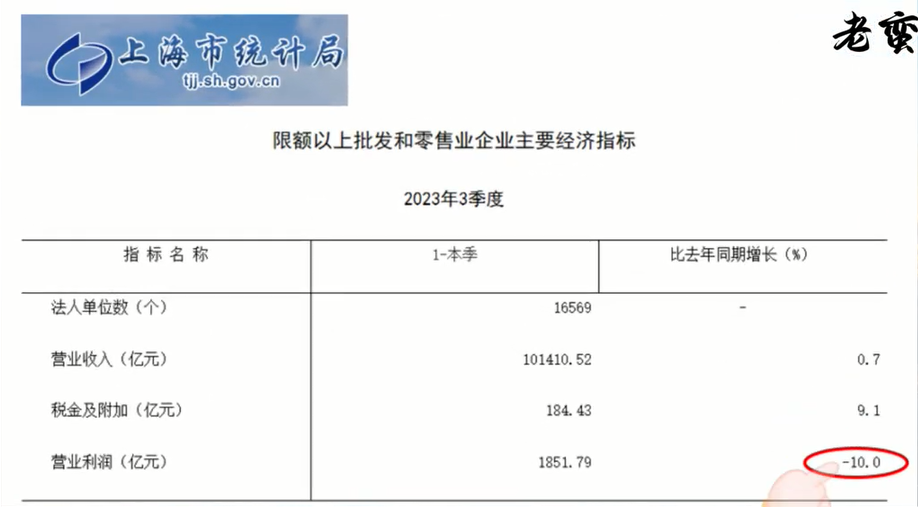 老蛮
上海市统计局
tjj.sh.gov.cn
限额以上批发和零售业企业主要经济指标
2023年3季度
指标名称 1-本季 比去年同期增长（%）
法人单位数（个） 16569 -
营业收入（亿元） 101410.52 0.7
税金及附加（亿元） 184.43 9.1
营业利润（亿元） 1851.79 -10.0